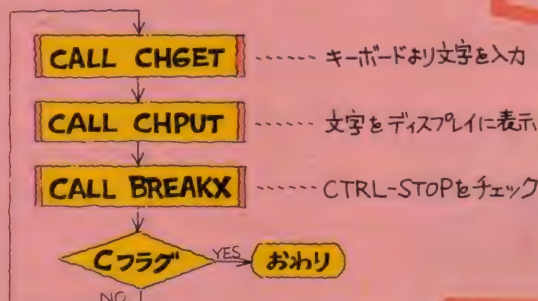 CALL CHGET ...... キーボードより文字を入力
CALL CHPUT ...... 文字をディスプレイに表示
CALL BREAKX ...... CTRL-STOPをチェック
Cフラグ YES おわり
NO